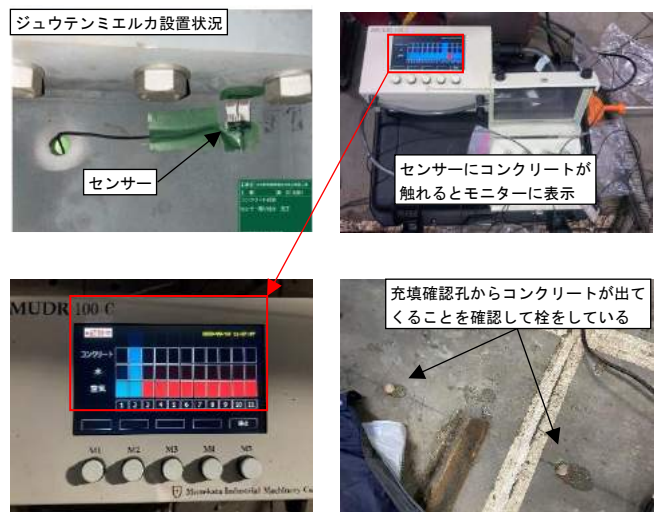 ジュウテンミエルカ設置状況
センサー
センサーにコンクリートが
触れるとモニターに表示
MUDR 100-C
コンクリート
水
空気
1 2 3 4 5 6 7 8 9 10 11
M1 M2 M3 M4 M5
Munekata Industrial Machinery Co
充填確認孔からコンクリートが出て
くることを確認して栓をしている